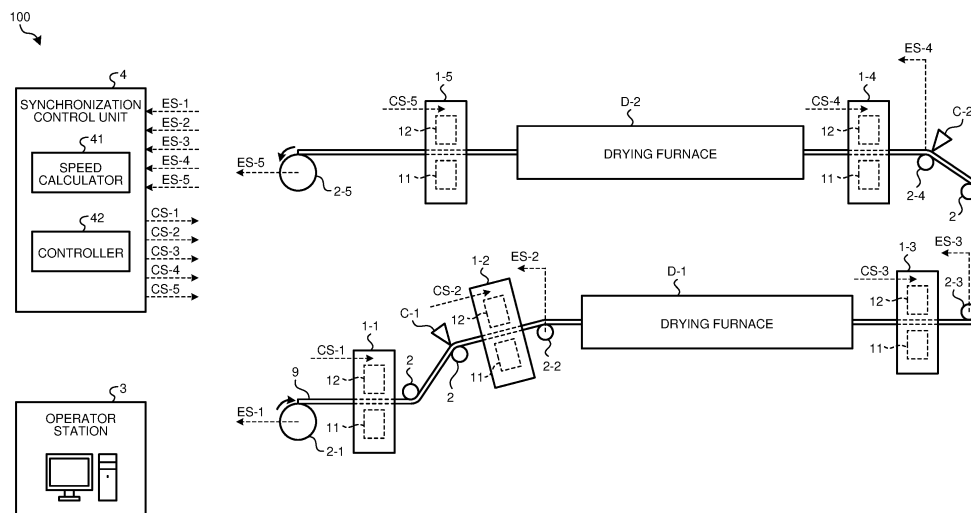 100
4
SYNCHRONIZATION
CONTROL UNIT
41
SPEED
CALCULATOR
42
CONTROLLER
ES-1
ES-2
ES-3
ES-4
ES-5
CS-1
CS-2
CS-3
CS-4
CS-5
3
OPERATOR
STATION
ES-5
2-5
1-5
CS-5
12
11
D-2
DRYING FURNACE
1-4
CS-4
12
11
ES-4
C-2
2-4
2
ES-1
9
2-1
1-1
CS-1
12
11
2
C-1
2
1-2
CS-2
12
11
ES-2
2-2
D-1
DRYING FURNACE
1-3
CS-3
12
11
ES-3
2-3